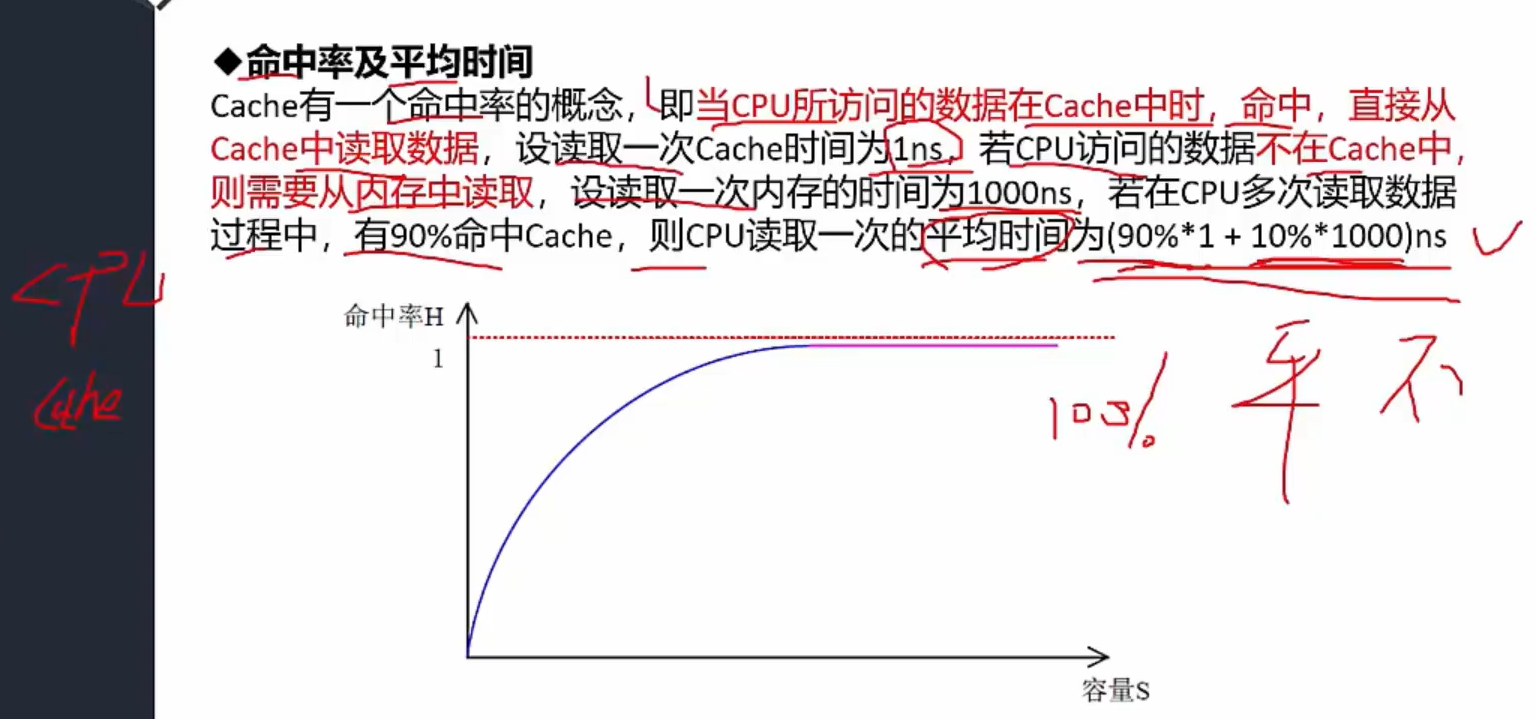 ◆命中率及平均时间
Cache有一个命中率的概念，即当CPU所访问的数据在Cache中时，命中，直接从
Cache中读取数据，设读取一次Cache时间为1ns，若CPU访问的数据不在Cache中，
则需要从内存中读取，设读取一次内存的时间为1000ns，若在CPU多次读取数据
过程中，有90%命中Cache，则CPU读取一次的平均时间为(90%*1 + 10%*1000)ns
CPU
Cache
命中率H
1
不
容量S